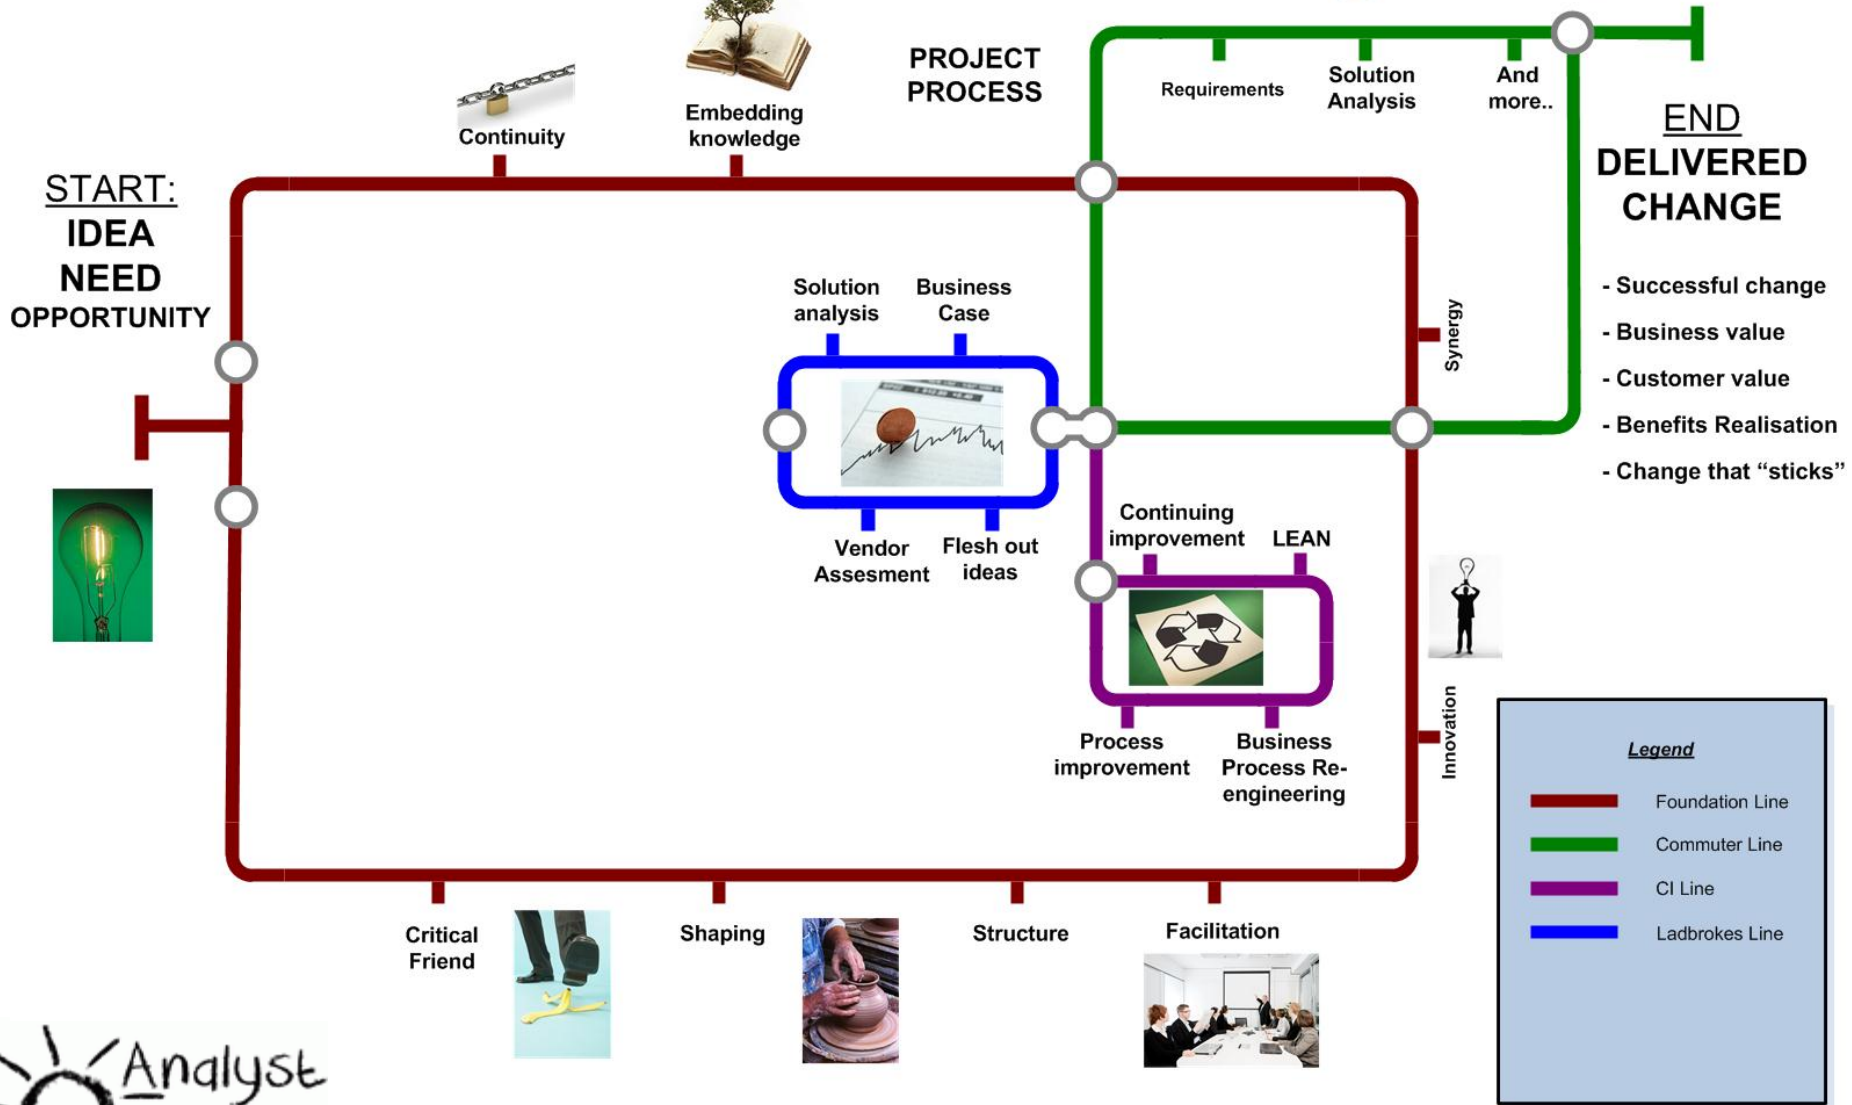 PROJECT
PROCESS
Requirements
Solution
Analysis
And
more..
Continuity
Embedding
knowledge
START:
IDEA
NEED
OPPORTUNITY
END
DELIVERED
CHANGE
- Successful change
- Business value
- Customer value
- Benefits Realisation
- Change that “sticks”
Synergy
Solution
analysis
Business
Case
Vendor
Assesment
Flesh out
ideas
Continuing
improvement
LEAN
Process
improvement
Business
Process Re-
engineering
Innovation
Critical
Friend
Shaping
Structure
Facilitation
Legend
Foundation Line
Commuter Line
CI Line
Ladbrokes Line
Analyst